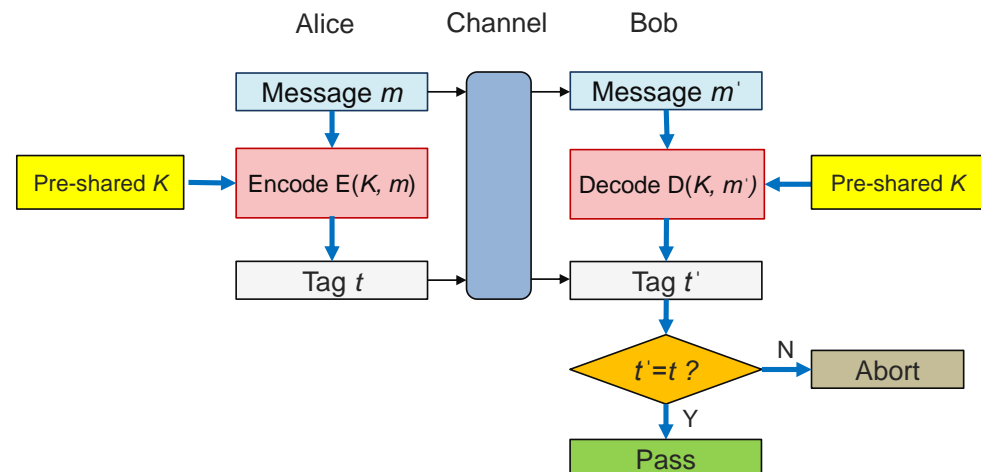 Alice Channel Bob
Message m Message m'
Pre-shared K Encode E(K, m) Decode D(K, m') Pre-shared K
Tag t Tag t'
t'=t ? N Abort
Y
Pass